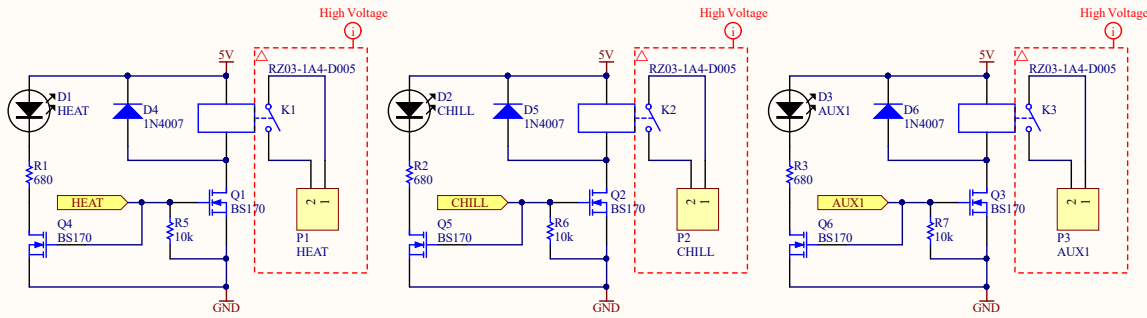 High Voltage
i
5V
RZ03-1A4-D005
D1
HEAT
D4
1N4007
K1
R1
680
HEAT
Q1
BS170
Q4
BS170
R5
10k
2 1
P1
HEAT
GND
High Voltage
i
5V
RZ03-1A4-D005
D2
CHILL
D5
1N4007
K2
R2
680
CHILL
Q2
BS170
Q5
BS170
R6
10k
2 1
P2
CHILL
GND
High Voltage
i
5V
RZ03-1A4-D005
D3
AUX1
D6
1N4007
K3
R3
680
AUX1
Q3
BS170
Q6
BS170
R7
10k
2 1
P3
AUX1
GND